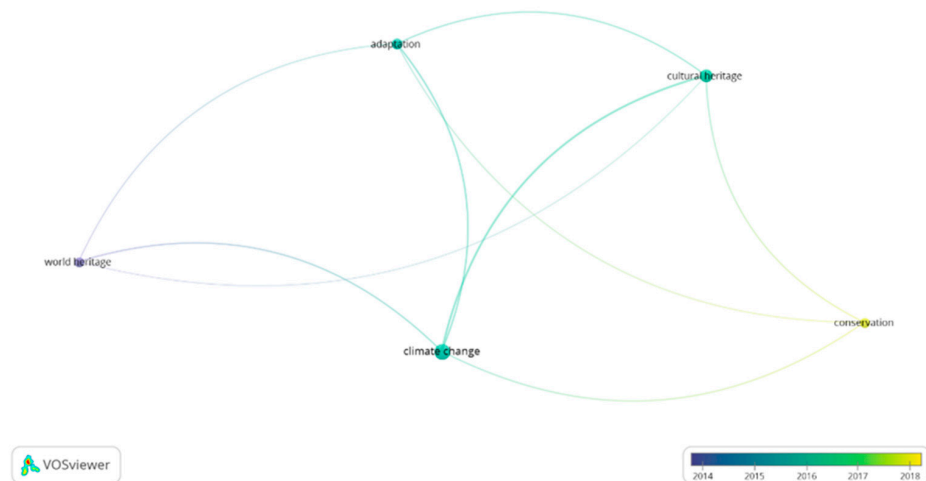 adaptation
cultural heritage
world heritage
conservation
climate change
VOSviewer
2014 2015 2016 2017 2018